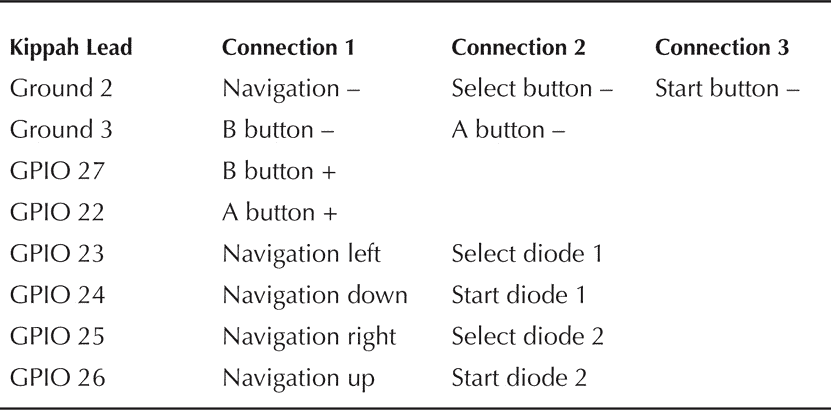 Kippah Lead Connection 1 Connection 2 Connection 3
Ground 2 Navigation – Select button – Start button –
Ground 3 B button – A button –
GPIO 27 B button +
GPIO 22 A button +
GPIO 23 Navigation left Select diode 1
GPIO 24 Navigation down Start diode 1
GPIO 25 Navigation right Select diode 2
GPIO 26 Navigation up Start diode 2